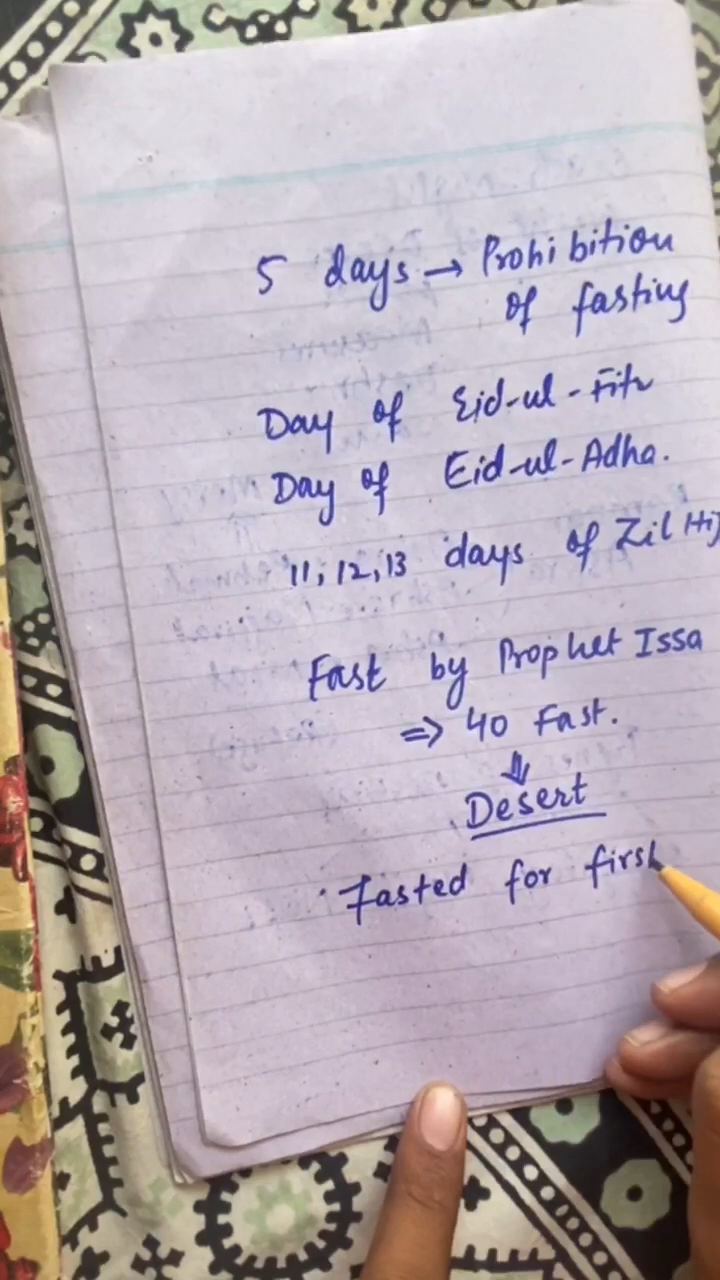 5 days → Prohibition
of fasting
Day of Eid-ul-Fitr
Day of Eid-ul-Adha.
11, 12, 13 days of Zil Hij
Fast by Prophet Issa
⇒ 40 Fast.
⇓
Desert
Fasted for first